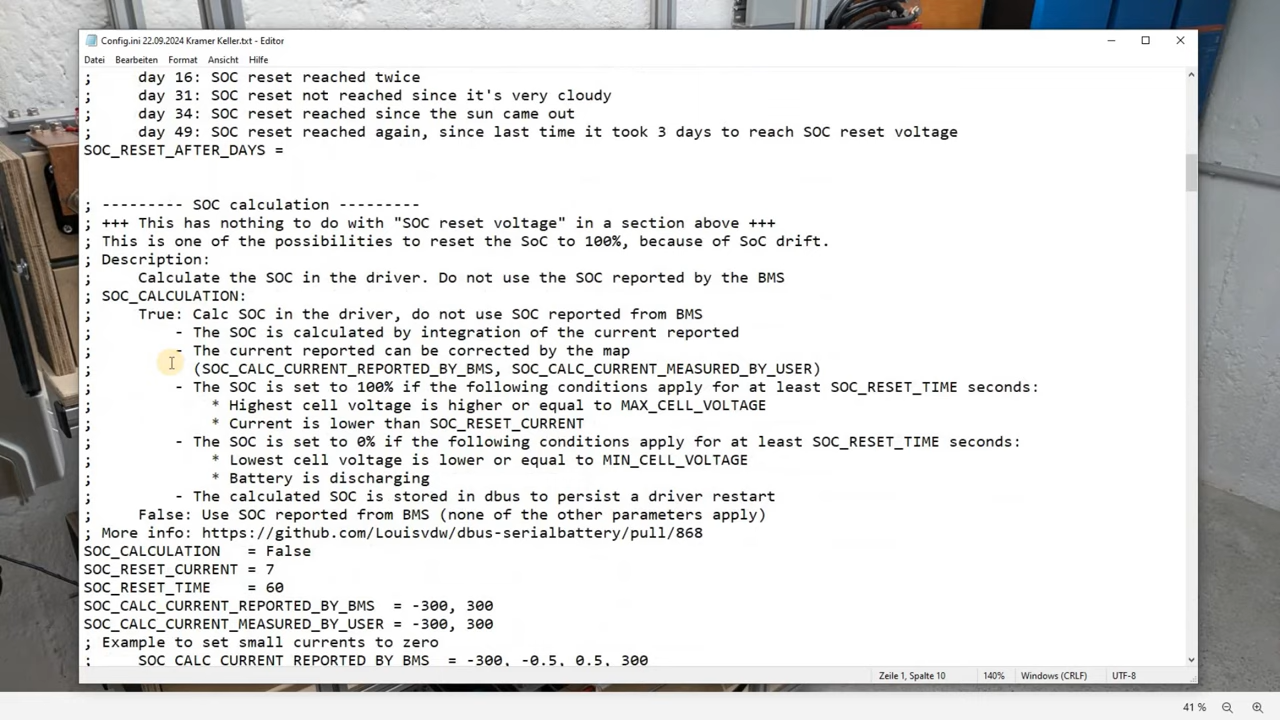 Config.ini 22.09.2024 Kramer Keller.txt - Editor
Datei Bearbeiten Format Ansicht Hilfe
;      day 16: SOC reset reached twice
;      day 31: SOC reset not reached since it's very cloudy
;      day 34: SOC reset reached since the sun came out
;      day 49: SOC reset reached again, since last time it took 3 days to reach SOC reset voltage
SOC_RESET_AFTER_DAYS =
; --------- SOC calculation ---------
; +++ This has nothing to do with "SOC reset voltage" in a section above +++
; This is one of the possibilities to reset the SoC to 100%, because of SoC drift.
; Description:
;      Calculate the SOC in the driver. Do not use the SOC reported by the BMS
; SOC_CALCULATION:
;      True: Calc SOC in the driver, do not use SOC reported from BMS
;          - The SOC is calculated by integration of the current reported
;          - The current reported can be corrected by the map
;            (SOC_CALC_CURRENT_REPORTED_BY_BMS, SOC_CALC_CURRENT_MEASURED_BY_USER)
;          - The SOC is set to 100% if the following conditions apply for at least SOC_RESET_TIME seconds:
;              * Highest cell voltage is higher or equal to MAX_CELL_VOLTAGE
;              * Current is lower than SOC_RESET_CURRENT
;          - The SOC is set to 0% if the following conditions apply for at least SOC_RESET_TIME seconds:
;              * Lowest cell voltage is lower or equal to MIN_CELL_VOLTAGE
;              * Battery is discharging
;          - The calculated SOC is stored in dbus to persist a driver restart
;      False: Use SOC reported from BMS (none of the other parameters apply)
; More info: https://github.com/Louisvdw/dbus-serialbattery/pull/868
SOC_CALCULATION   = False
SOC_RESET_CURRENT = 7
SOC_RESET_TIME    = 60
SOC_CALC_CURRENT_REPORTED_BY_BMS  = -300, 300
SOC_CALC_CURRENT_MEASURED_BY_USER = -300, 300
; Example to set small currents to zero
;      SOC_CALC_CURRENT_REPORTED_BY_BMS  = -300, -0.5, 0.5, 300
Zeile 1, Spalte 10 140% Windows (CRLF) UTF-8
41 %